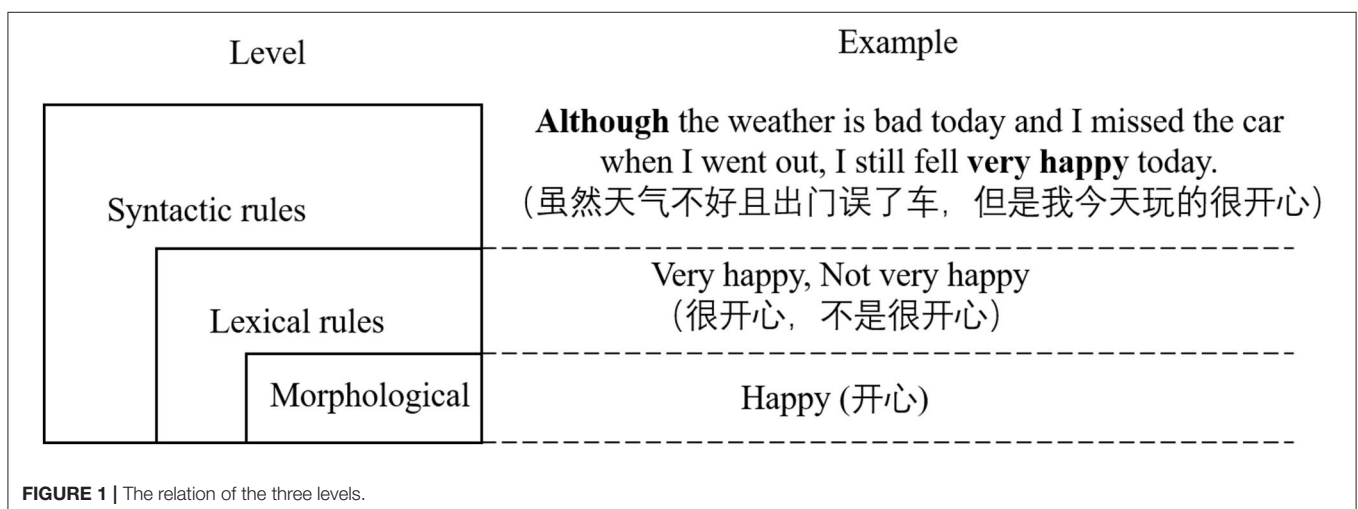 Level
Example
Although the weather is bad today and I missed the car
when I went out, I still fell very happy today.
（虽然天气不好且出门误了车，但是我今天玩的很开心）
Syntactic rules
Very happy, Not very happy
（很开心，不是很开心）
Lexical rules
Morphological
Happy (开心)
FIGURE 1 | The relation of the three levels.